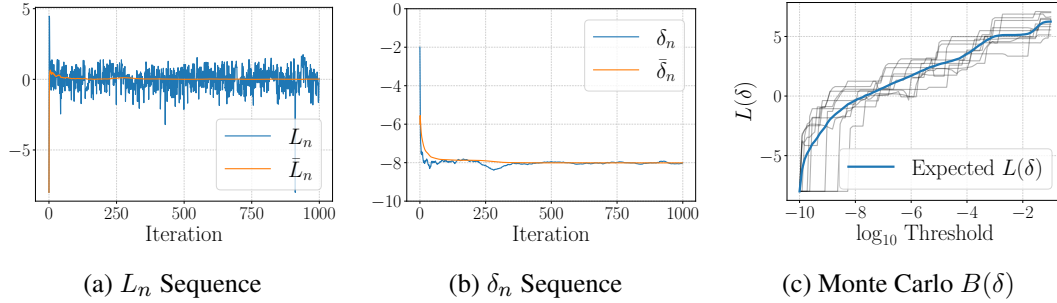 5
0
−5
0
250
500
750
1000
Iteration
L_n
L̄_n
(a) L_n Sequence
0
−2
−4
−6
−8
−10
0
250
500
750
1000
Iteration
δ_n
δ̄_n
(b) δ_n Sequence
L(δ)
5
0
−5
−10
−8
−6
−4
−2
log₁₀ Threshold
Expected L(δ)
(c) Monte Carlo B(δ)